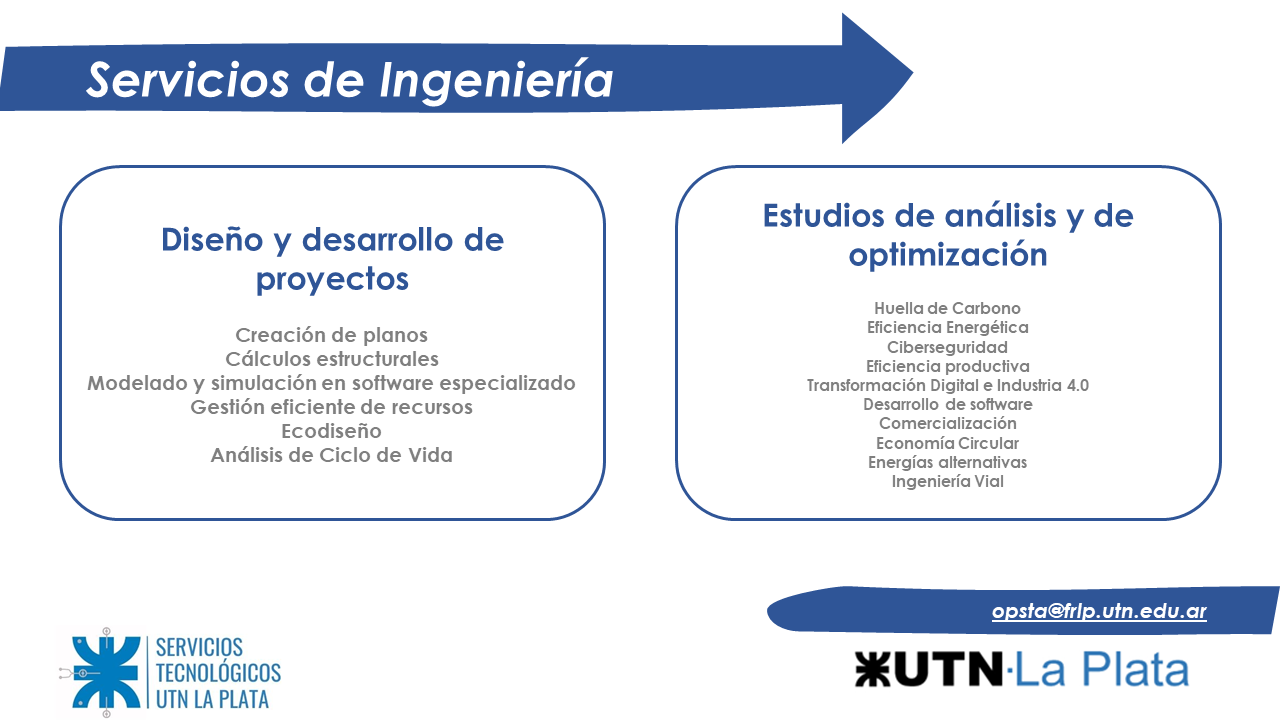 Servicios de Ingeniería
Diseño y desarrollo de
proyectos
Creación de planos
Cálculos estructurales
Modelado y simulación en software especializado
Gestión eficiente de recursos
Ecodiseño
Análisis de Ciclo de Vida
Estudios de análisis y de
optimización
Huella de Carbono
Eficiencia Energética
Ciberseguridad
Eficiencia productiva
Transformación Digital e Industria 4.0
Desarrollo de software
Comercialización
Economía Circular
Energías alternativas
Ingeniería Vial
opsta@frlp.utn.edu.ar
SERVICIOS
TECNOLÓGICOS
UTN LA PLATA
UTN·La Plata